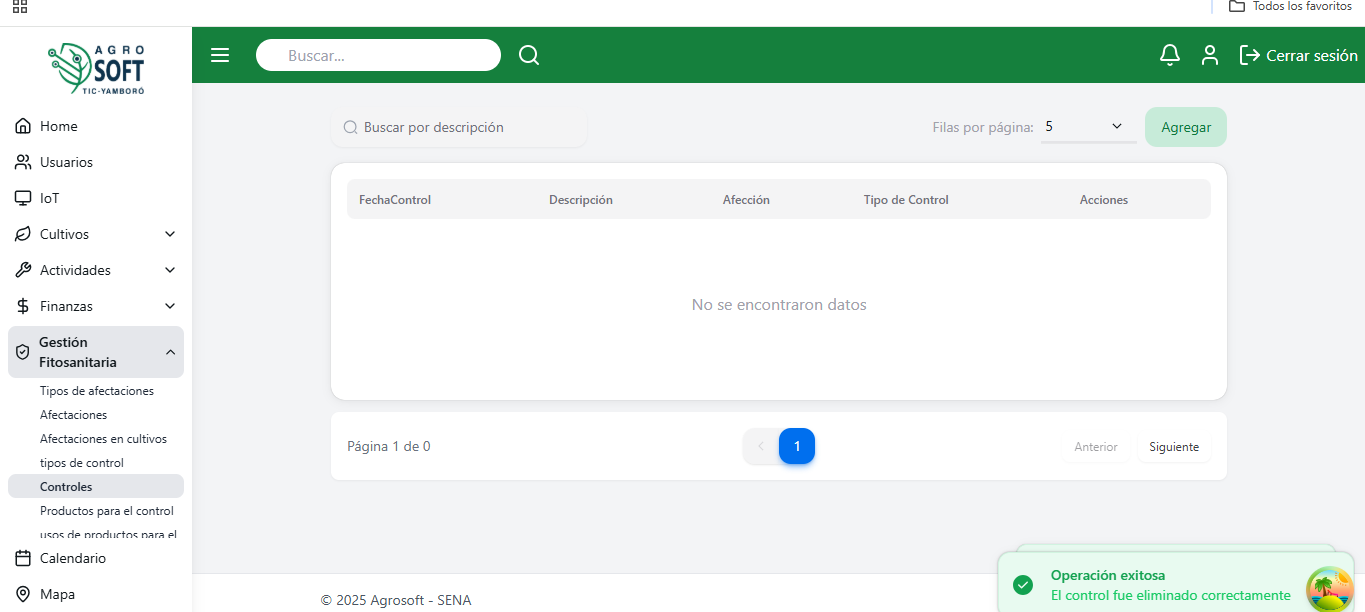 Todos los favoritos
AGRO
SOFT
TIC-YAMBORÓ
Buscar...
Cerrar sesión
Home
Usuarios
IoT
Cultivos
Actividades
Finanzas
Gestión
Fitosanitaria
Tipos de afectaciones
Afectaciones
Afectaciones en cultivos
tipos de control
Controles
Productos para el control
usos de productos para el
Calendario
Mapa
Buscar por descripción
Filas por página: 5
Agregar
FechaControl Descripción Afección Tipo de Control Acciones
No se encontraron datos
Página 1 de 0
1
Anterior Siguiente
© 2025 Agrosoft - SENA
Operación exitosa
El control fue eliminado correctamente